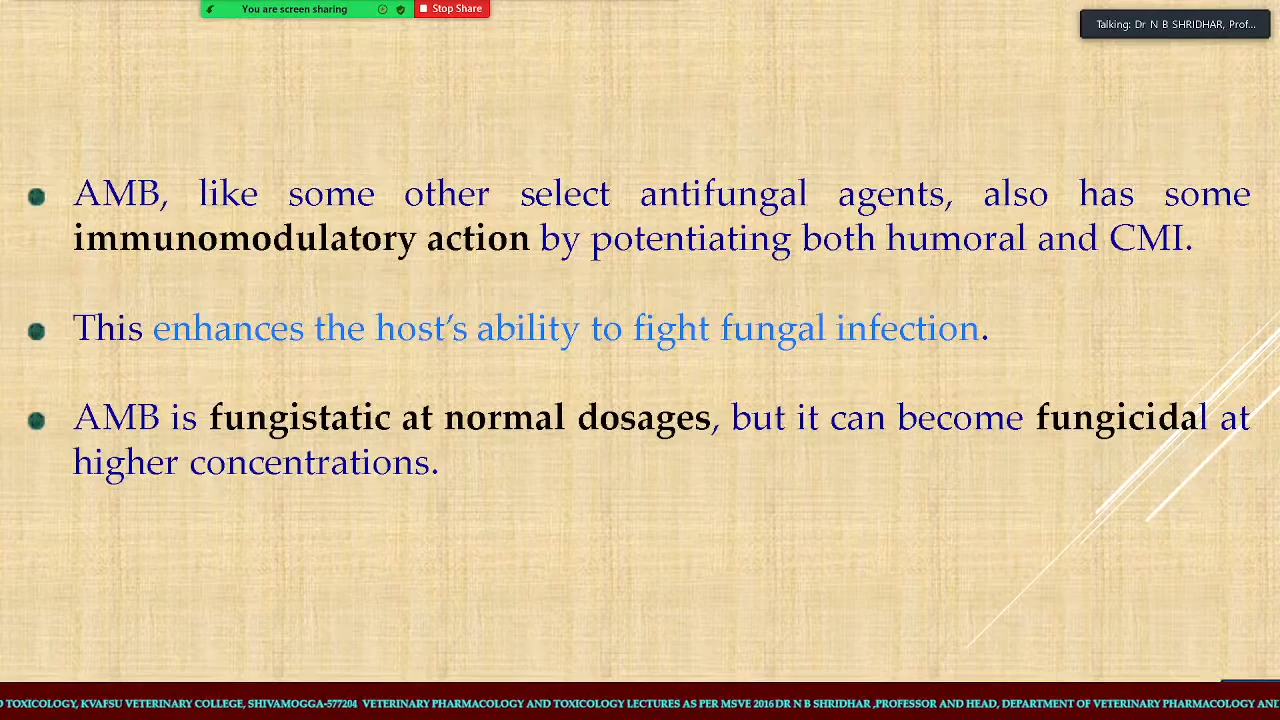 You are screen sharing
Stop Share
Talking: Dr N B SHRIDHAR, Prof...
AMB, like some other select antifungal agents, also has some
immunomodulatory action by potentiating both humoral and CMI.
This enhances the host's ability to fight fungal infection.
AMB is fungistatic at normal dosages, but it can become fungicidal at
higher concentrations.
D TOXICOLOGY, KVAFSU VETERINARY COLLEGE, SHIVAMOGGA-577204 VETERINARY PHARMACOLOGY AND TOXICOLOGY LECTURES AS PER MSVE 2016 DR N B SHRIDHAR ,PROFESSOR AND HEAD, DEPARTMENT OF VETERINARY PHARMACOLOGY AN